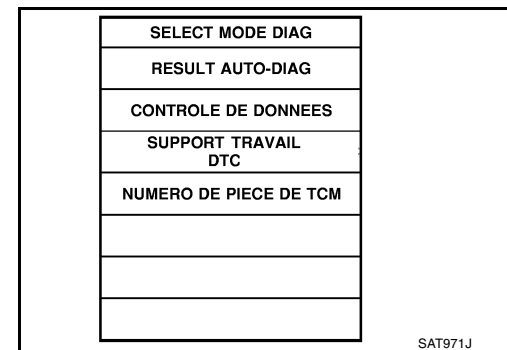 SELECT MODE DIAG
RESULT AUTO-DIAG
CONTROLE DE DONNEES
SUPPORT TRAVAIL
DTC
NUMERO DE PIECE DE TCM
SAT971J